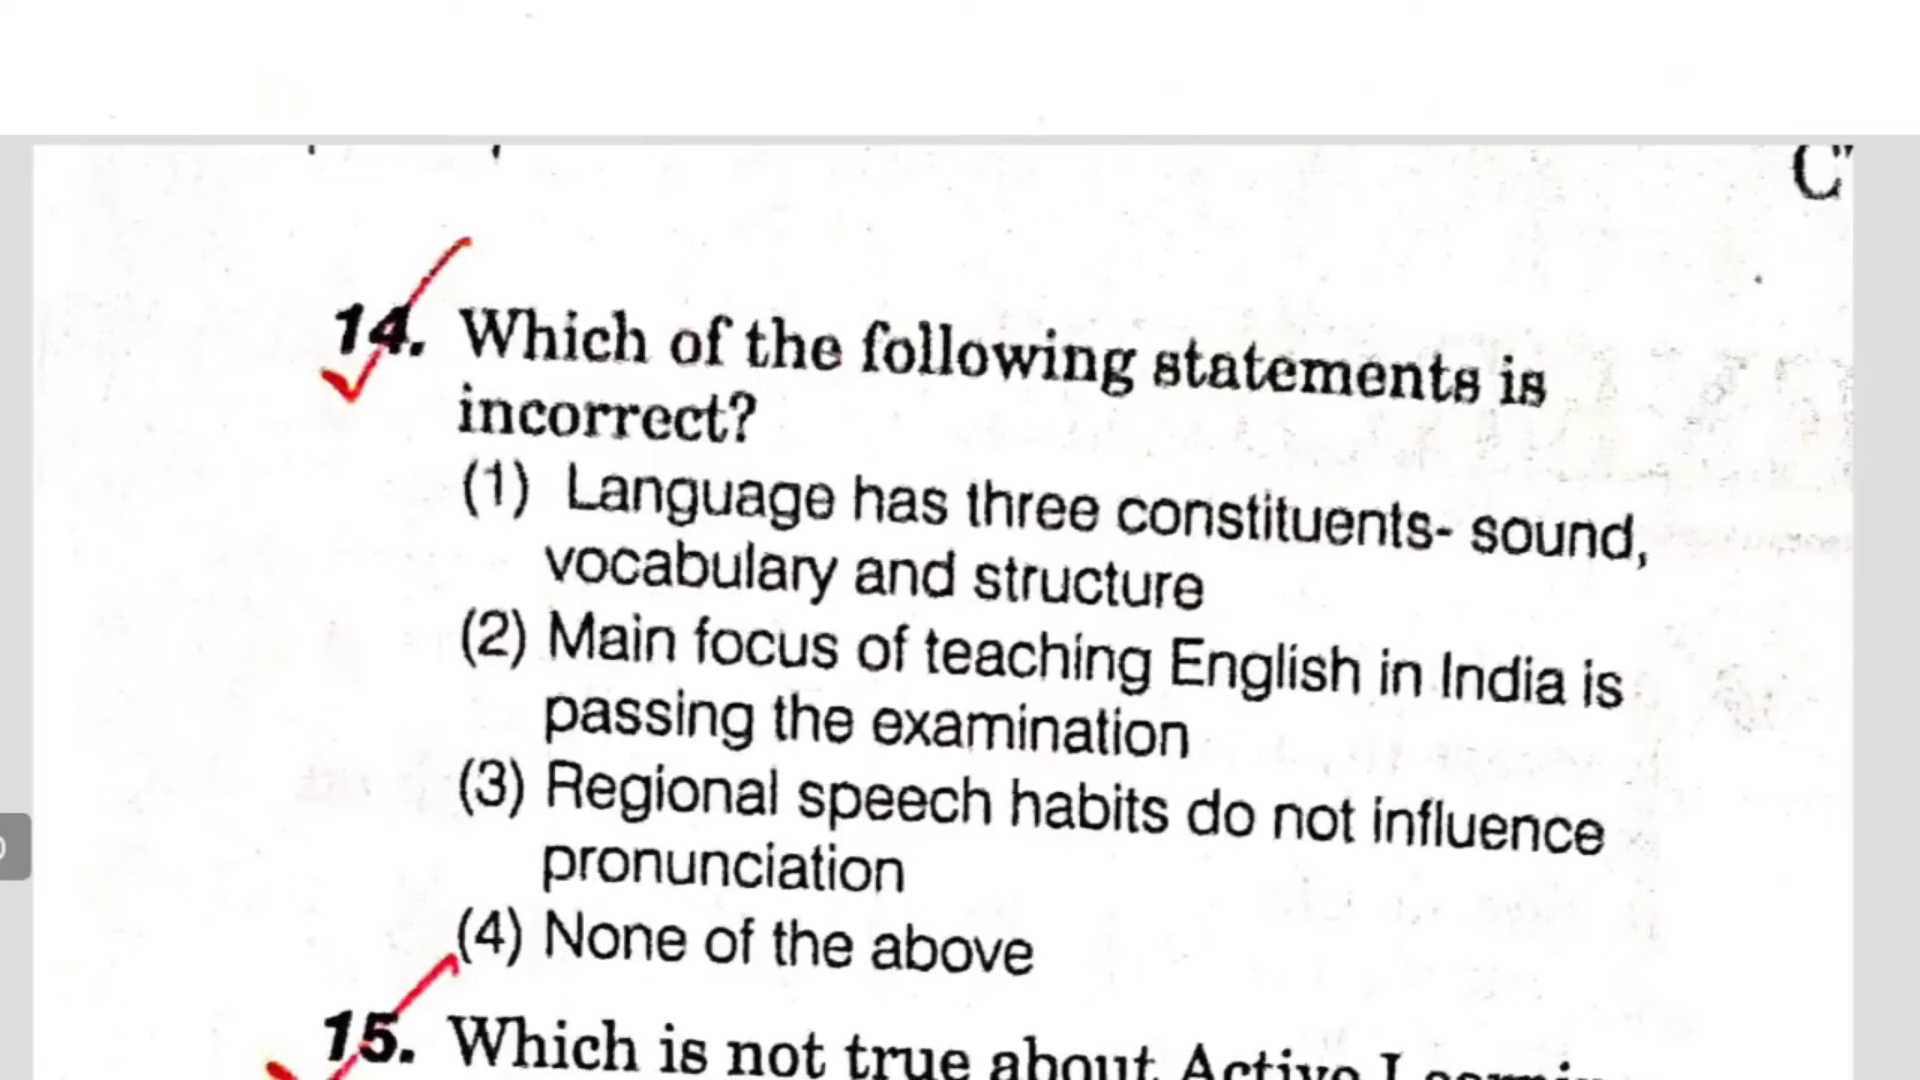 14. Which of the following statements is
incorrect?
(1) Language has three constituents- sound,
vocabulary and structure
(2) Main focus of teaching English in India is
passing the examination
(3) Regional speech habits do not influence
pronunciation
(4) None of the above
15. Which is not true about Active